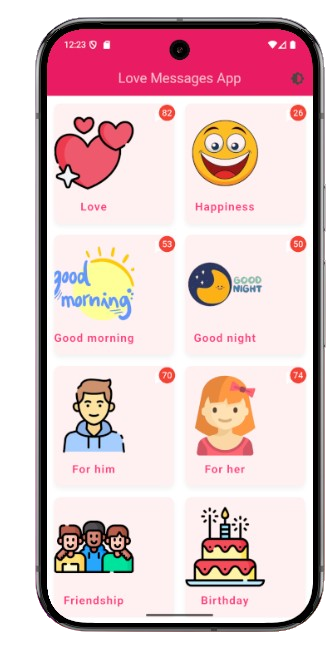 12:23
Love Messages App
82
26
Love
Happiness
53
50
good
morning
GOOD
NIGHT
Good morning
Good night
70
74
For him
For her
Friendship
Birthday